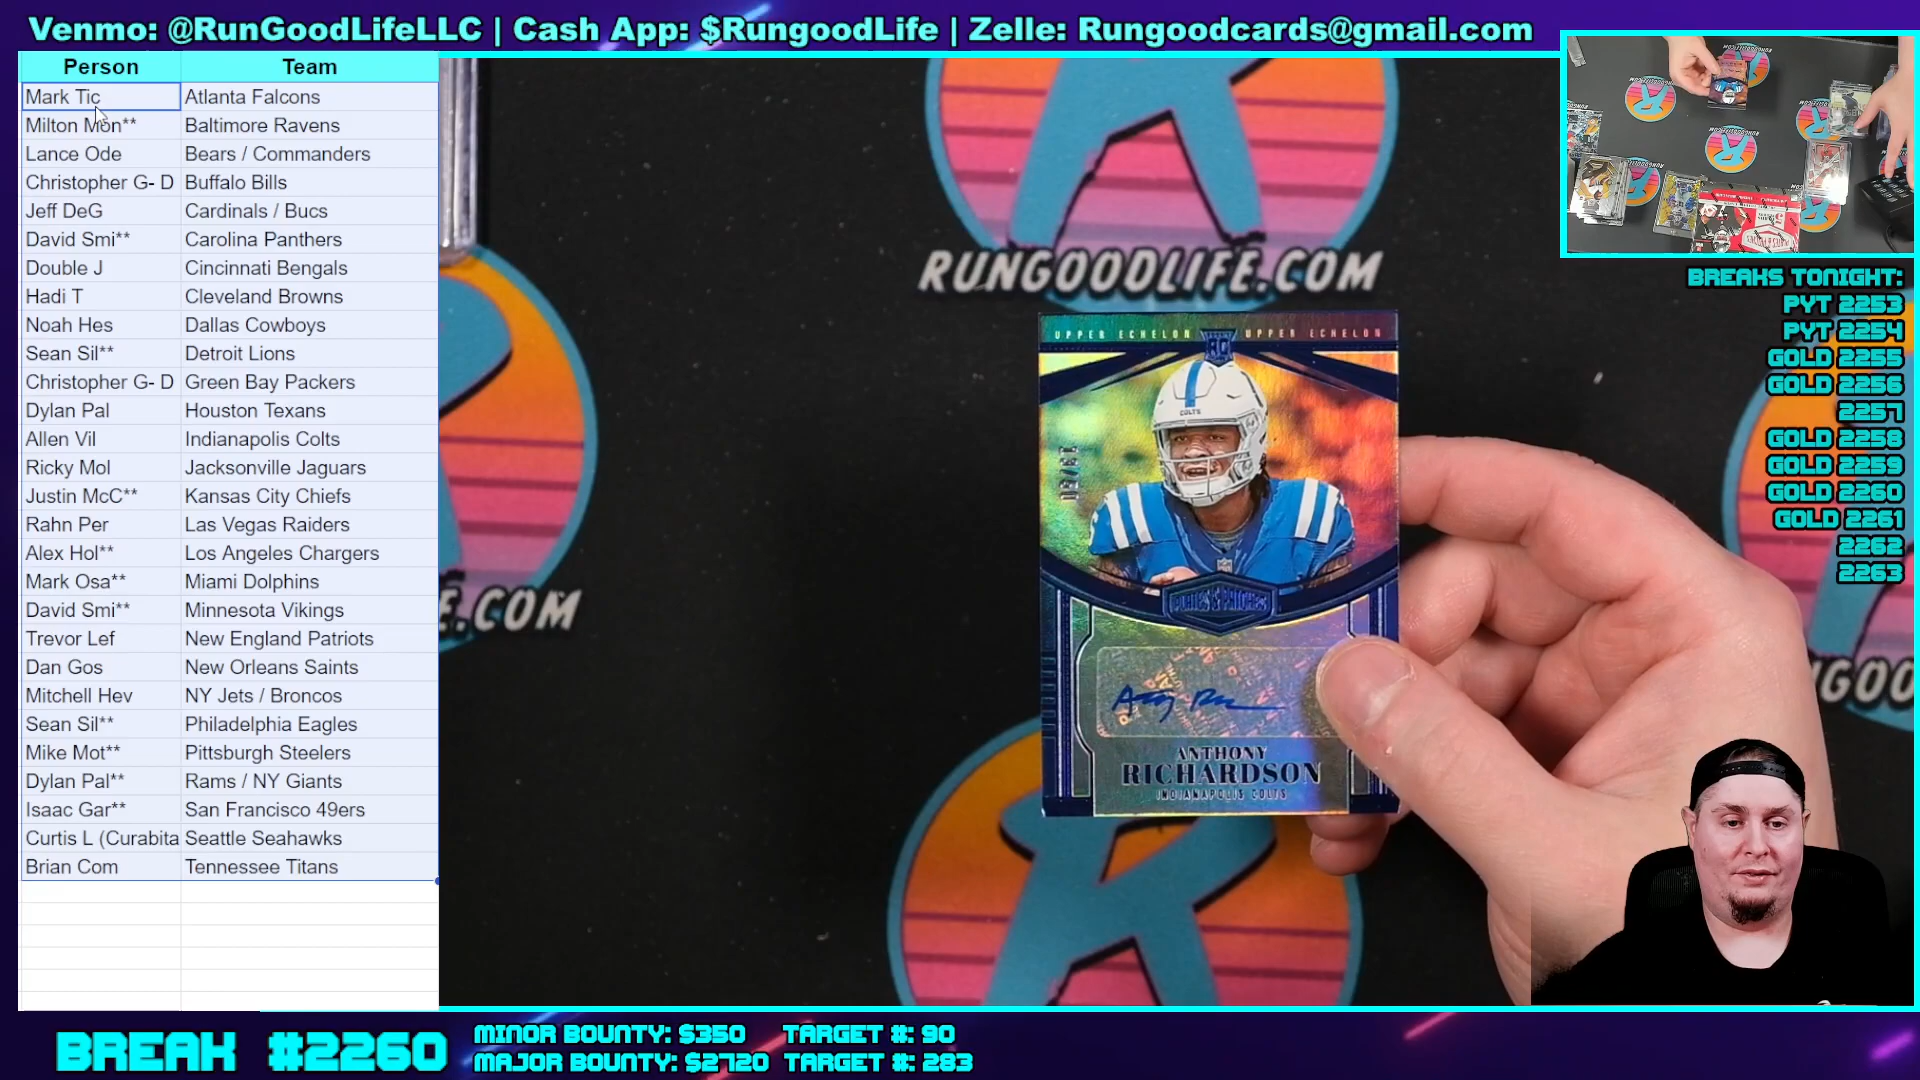 Venmo: @RunGoodLifeLLC | Cash App: $RungoodLife | Zelle: Rungoodcards@gmail.com
Person Team
Mark Tic Atlanta Falcons
Milton Mon** Baltimore Ravens
Lance Ode Bears / Commanders
Christopher G- D Buffalo Bills
Jeff DeG Cardinals / Bucs
David Smi** Carolina Panthers
Double J Cincinnati Bengals
Hadi T Cleveland Browns
Noah Hes Dallas Cowboys
Sean Sil** Detroit Lions
Christopher G- D Green Bay Packers
Dylan Pal Houston Texans
Allen Vil Indianapolis Colts
Ricky Mol Jacksonville Jaguars
Justin McC** Kansas City Chiefs
Rahn Per Las Vegas Raiders
Alex Hol** Los Angeles Chargers
Mark Osa** Miami Dolphins
David Smi** Minnesota Vikings
Trevor Lef New England Patriots
Dan Gos New Orleans Saints
Mitchell Hev NY Jets / Broncos
Sean Sil** Philadelphia Eagles
Mike Mot** Pittsburgh Steelers
Dylan Pal** Rams / NY Giants
Isaac Gar** San Francisco 49ers
Curtis L (Curabita Seattle Seahawks
Brian Com Tennessee Titans
RUNGOODLIFE.COM
E.COM
UPPER ECHELON RC UPPER ECHELON
COLTS
PLATES & PATCHES
ANTHONY
RICHARDSON
INDIANAPOLIS COLTS
GOO
BREAKS TONIGHT:
PYT 2253
PYT 2254
GOLD 2255
GOLD 2256
2257
GOLD 2258
GOLD 2259
GOLD 2260
GOLD 2261
2262
2263
BREAK #2260
MINOR BOUNTY: $350 TARGET #: 90
MAJOR BOUNTY: $2720 TARGET #: 283